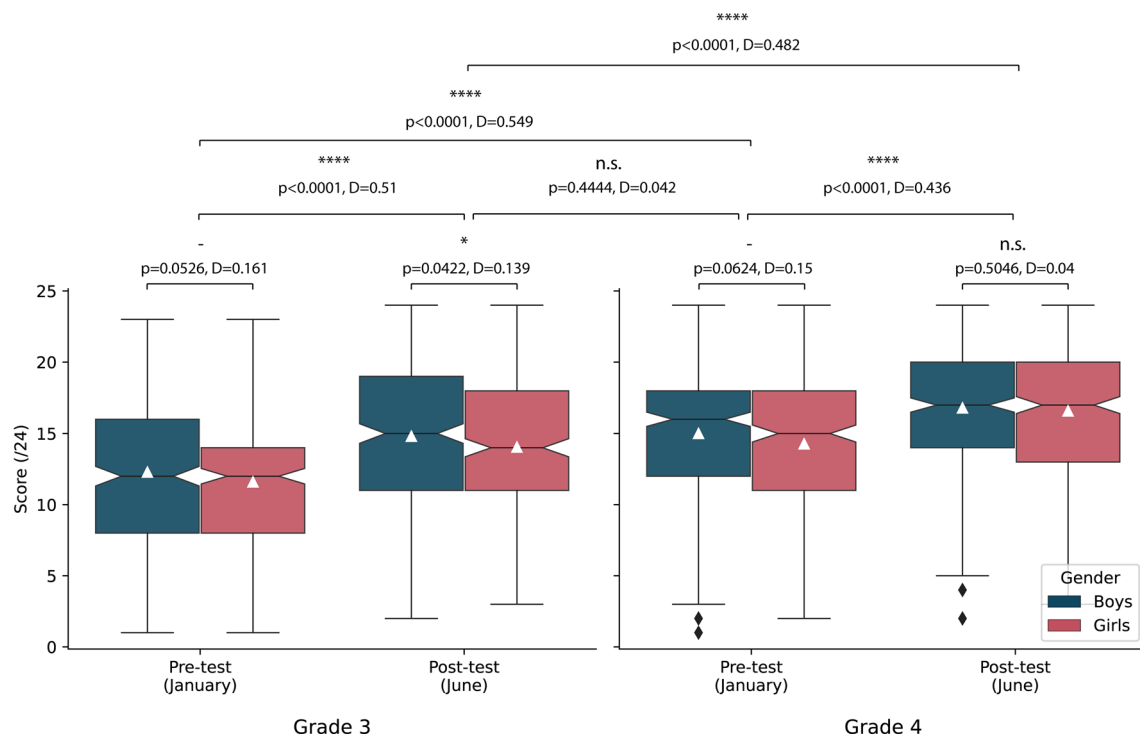 ****
p<0.0001, D=0.482
****
p<0.0001, D=0.549
**** n.s. ****
p<0.0001, D=0.51 p=0.4444, D=0.042 p<0.0001, D=0.436
- * - n.s.
p=0.0526, D=0.161 p=0.0422, D=0.139 p=0.0624, D=0.15 p=0.5046, D=0.04
25
20
15
10
5
0
Score (/24)
Gender
Boys
Girls
Pre-test Post-test Pre-test Post-test
(January) (June) (January) (June)
Grade 3 Grade 4